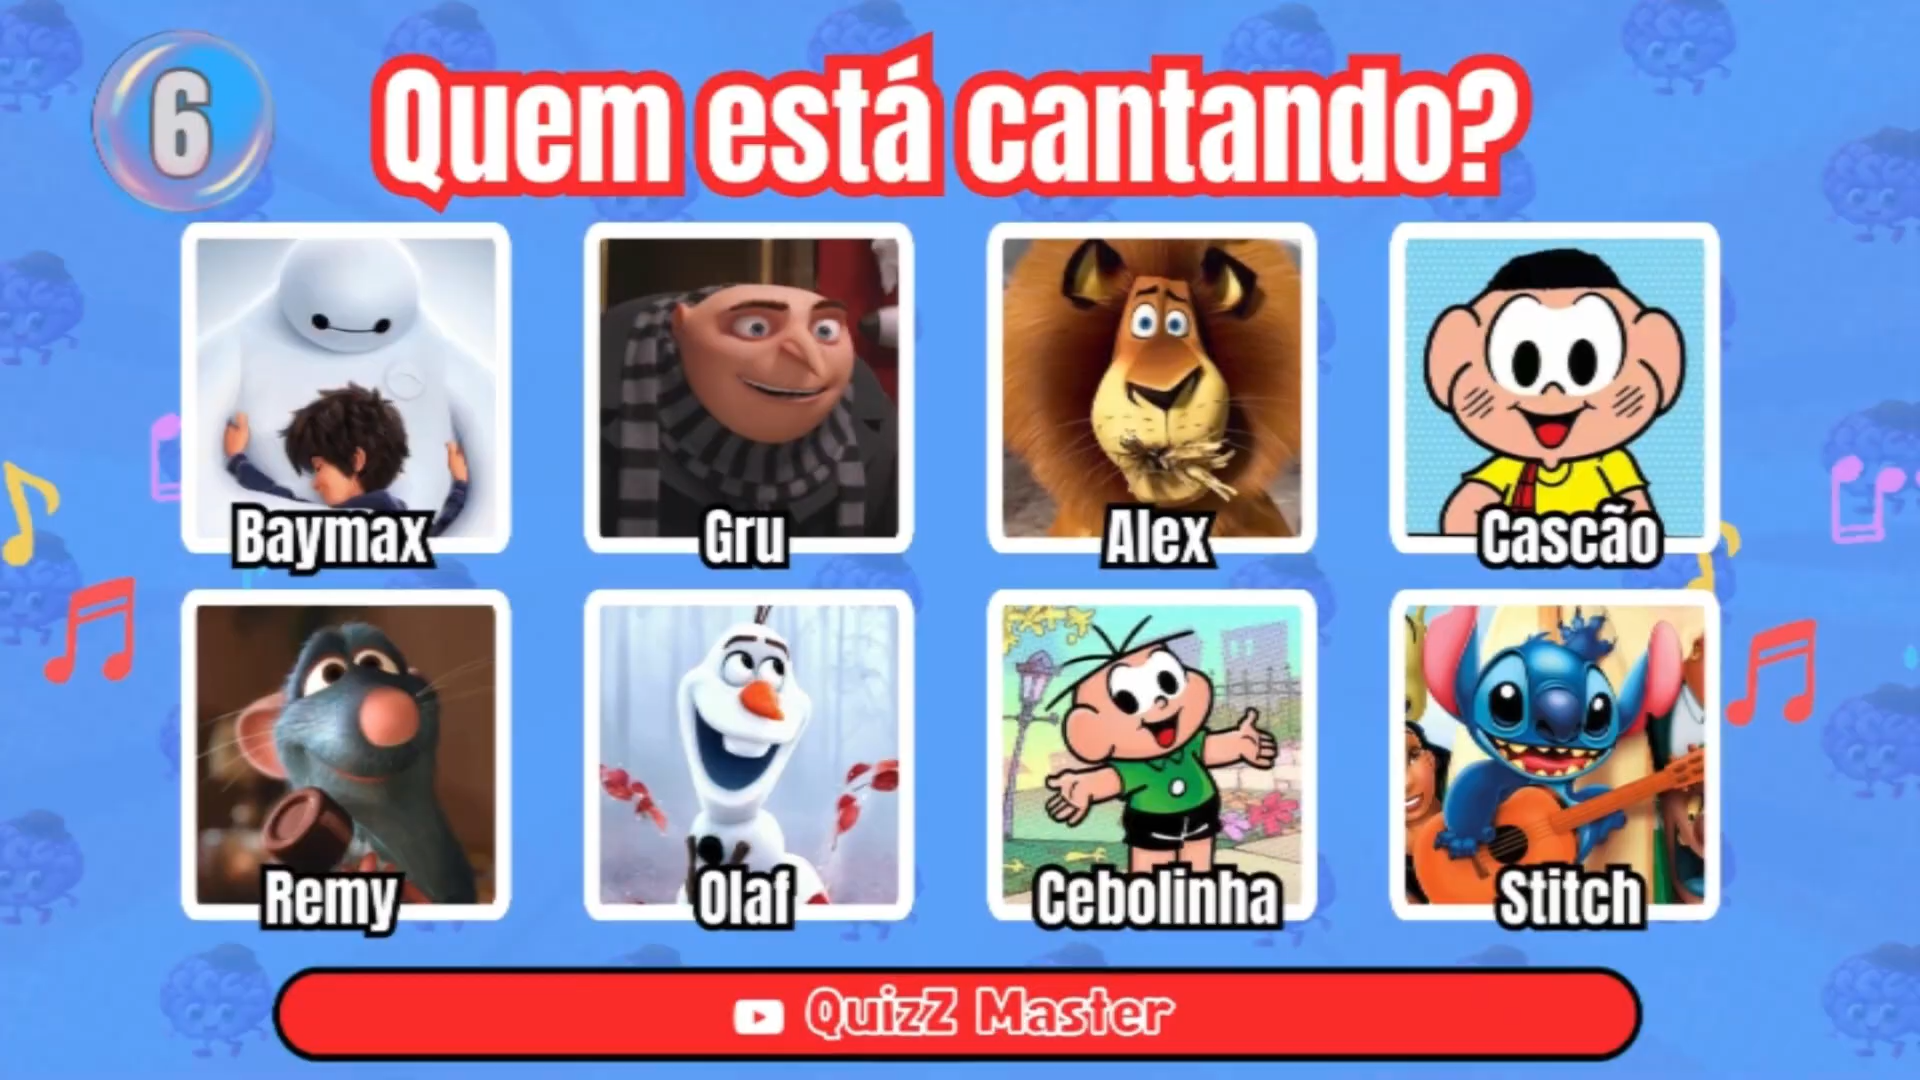 6
Quem está cantando?
Baymax
Gru
Alex
Cascão
Remy
Olaf
Cebolinha
Stitch
QuizZ Master